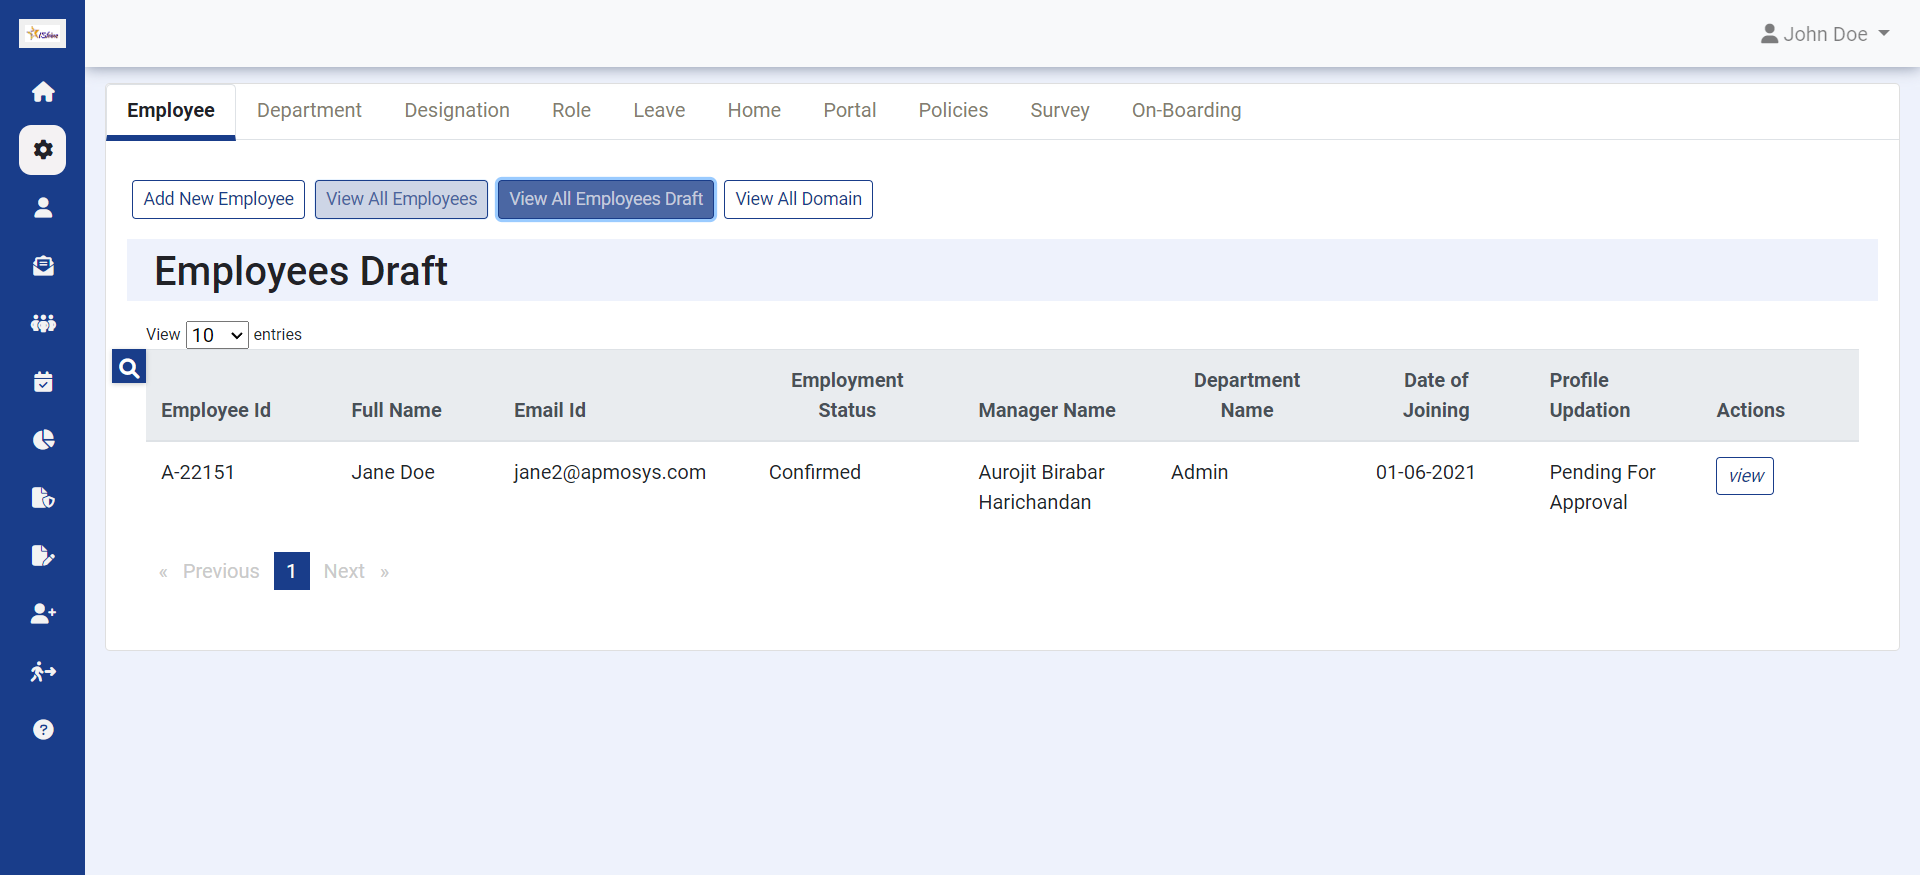 iShine
John Doe
Employee Department Designation Role Leave Home Portal Policies Survey On-Boarding
Add New Employee View All Employees View All Employees Draft View All Domain
Employees Draft
View 10 entries
Employee Id Full Name Email Id Employment Status Manager Name Department Name Date of Joining Profile Updation Actions
A-22151 Jane Doe jane2@apmosys.com Confirmed Aurojit Birabar Harichandan Admin 01-06-2021 Pending For Approval view
« Previous 1 Next »